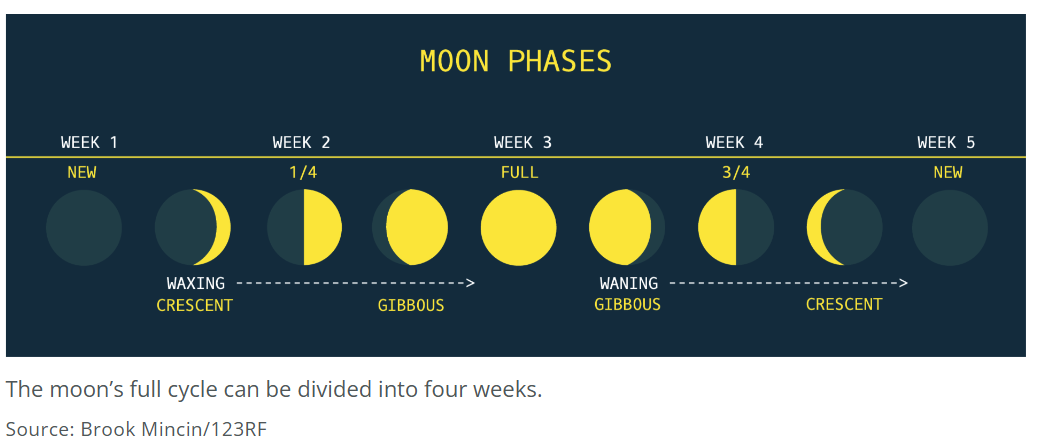 MOON PHASES
WEEK 1 WEEK 2 WEEK 3 WEEK 4 WEEK 5
NEW 1/4 FULL 3/4 NEW
WAXING -----------------------> WANING ----------------------->
CRESCENT GIBBOUS GIBBOUS CRESCENT
The moon’s full cycle can be divided into four weeks.
Source: Brook Mincin/123RF